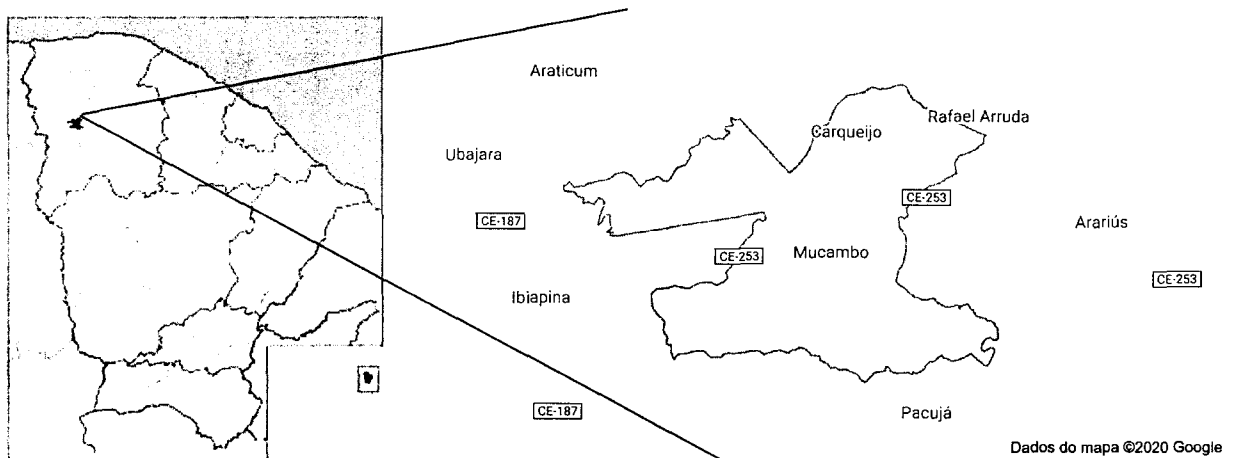 Araticum
Carqueijo
Rafael Arruda
Ubajara
CE-253
CE-187
Arariús
CE-253
Mucambo
CE-253
Ibiapina
CE-187
Pacujá
Dados do mapa ©2020 Google